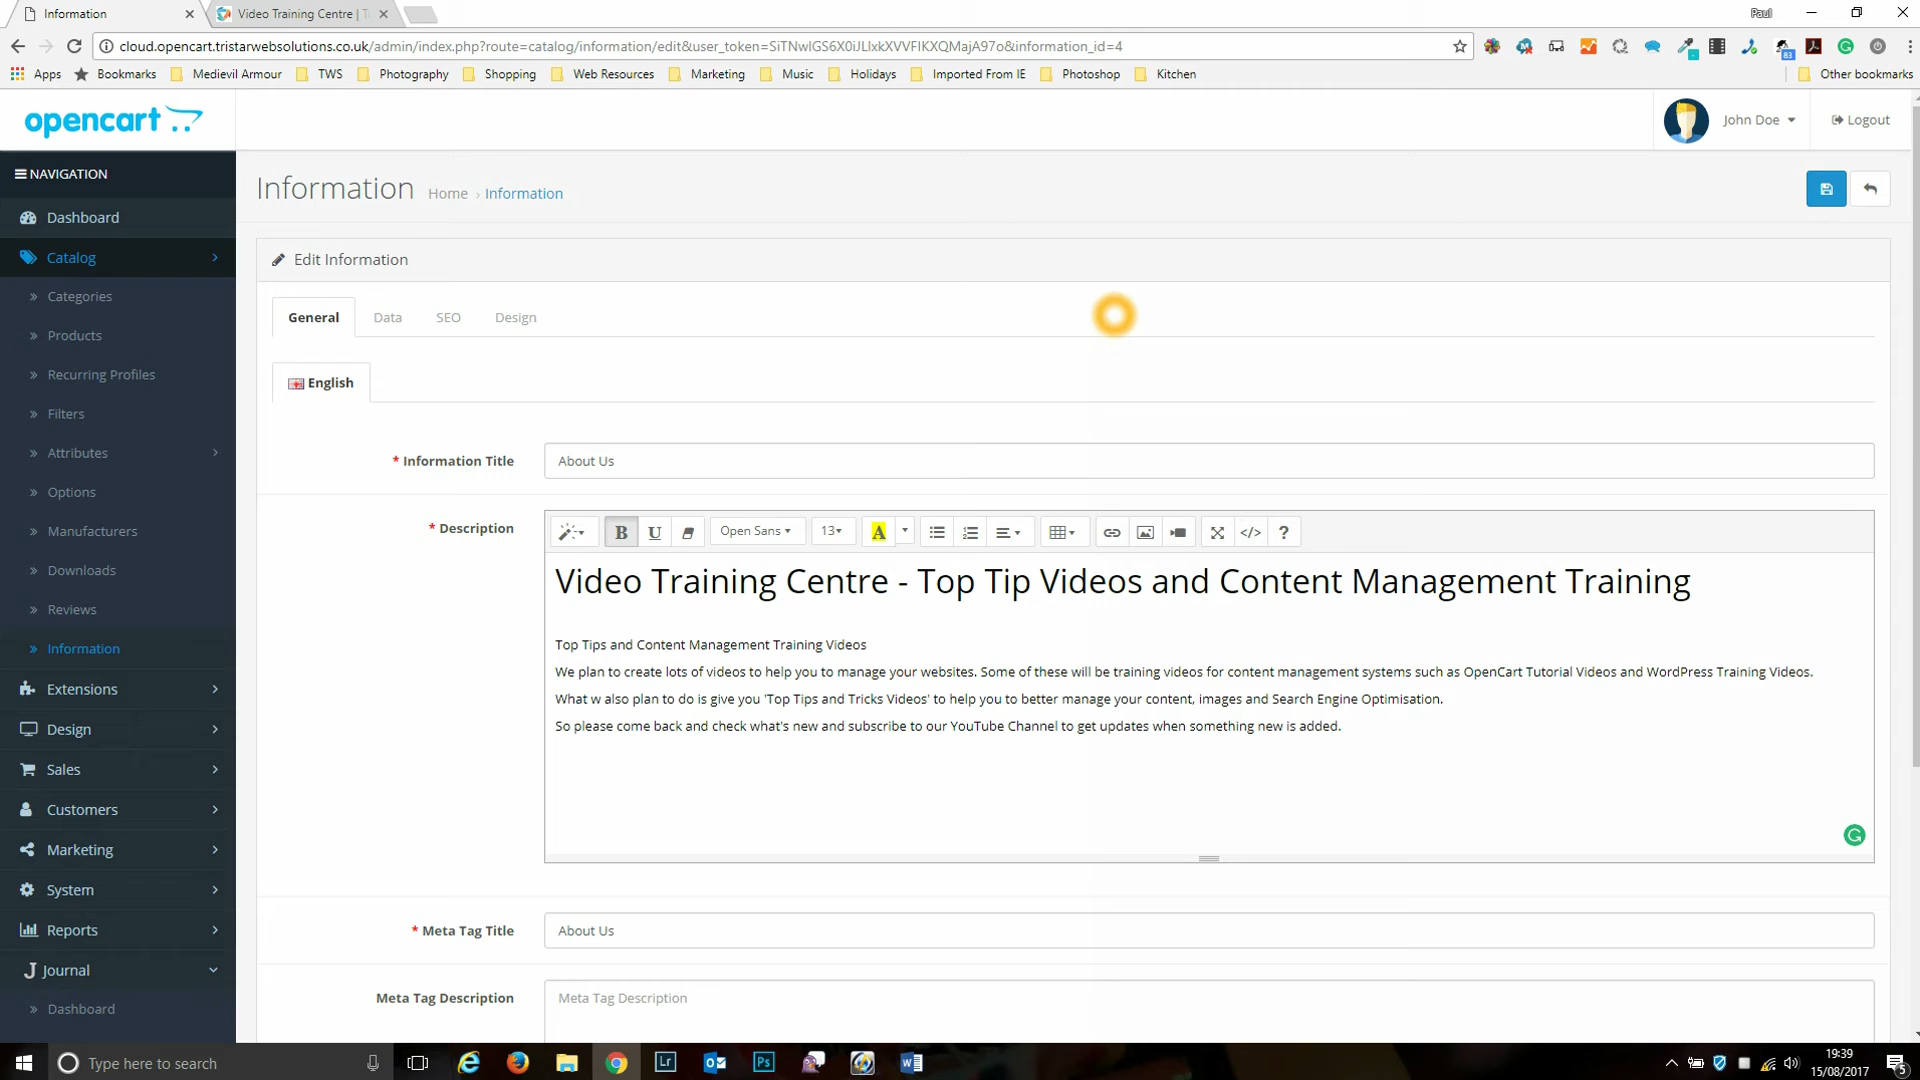 Information
Video Training Centre | T
Paul
cloud.opencart.tristarwebsolutions.co.uk/admin/index.php?route=catalog/information/edit&user_token=SiTNwlGS6X0iJLlxkXVVFIKXQMajA97o&information_id=4
Apps Bookmarks Medievil Armour TWS Photography Shopping Web Resources Marketing Music Holidays Imported From IE Photoshop Kitchen Other bookmarks
opencart
John Doe
Logout
NAVIGATION
Dashboard
Catalog
Categories
Products
Recurring Profiles
Filters
Attributes
Options
Manufacturers
Downloads
Reviews
Information
Extensions
Design
Sales
Customers
Marketing
System
Reports
Journal
Dashboard
Information Home › Information
Edit Information
General Data SEO Design
English
* Information Title About Us
* Description
B U Open Sans 13 A </> ?
Video Training Centre - Top Tip Videos and Content Management Training
Top Tips and Content Management Training Videos
We plan to create lots of videos to help you to manage your websites. Some of these will be training videos for content management systems such as OpenCart Tutorial Videos and WordPress Training Videos.
What w also plan to do is give you 'Top Tips and Tricks Videos' to help you to better manage your content, images and Search Engine Optimisation.
So please come back and check what's new and subscribe to our YouTube Channel to get updates when something new is added.
* Meta Tag Title About Us
Meta Tag Description Meta Tag Description
Type here to search
Lr
Ps
19:39
15/08/2017
5